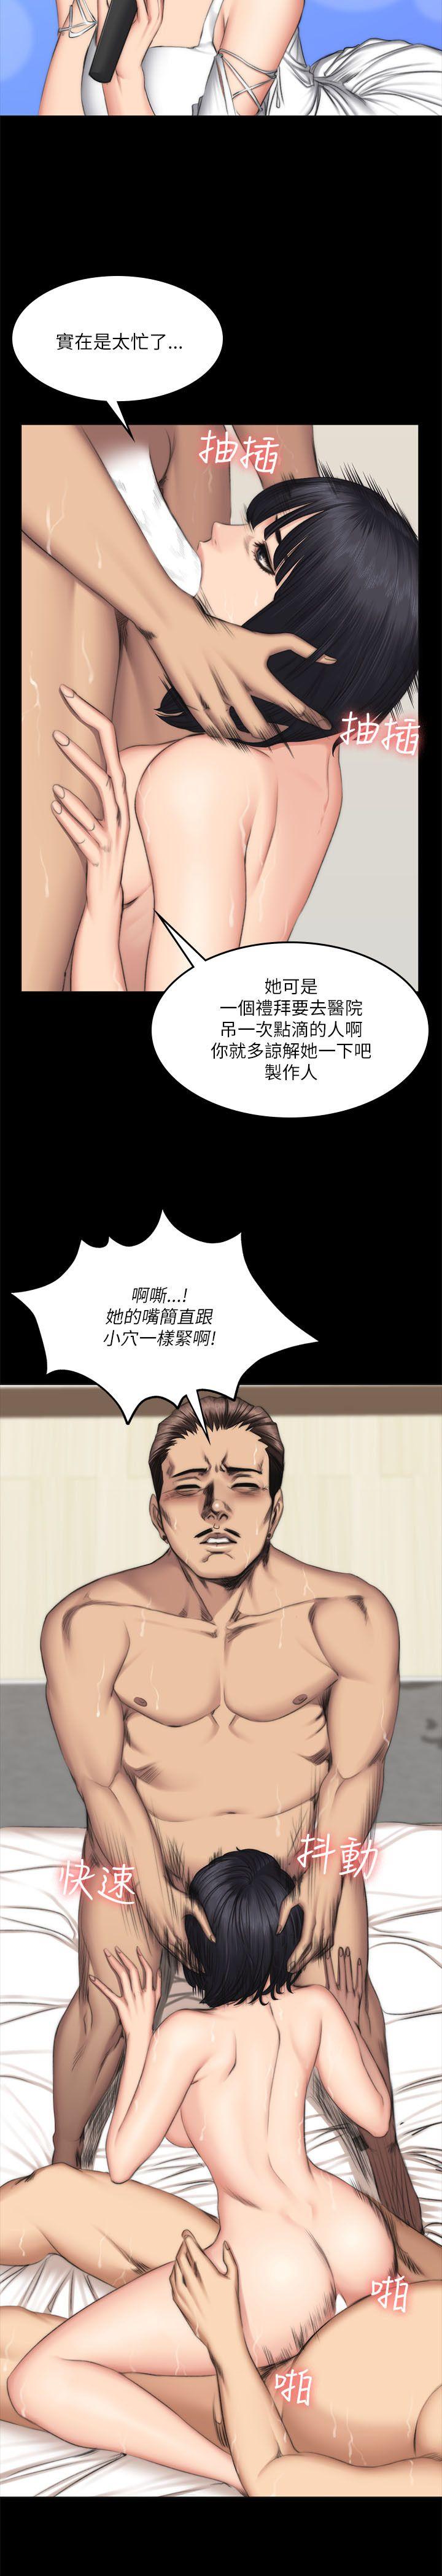 實在是太忙了...
抽插
抽插
她可是
一個禮拜要去醫院
吊一次點滴的人啊
你就多諒解她一下吧
製作人
啊嘶...!
她的嘴簡直跟
小穴一樣緊啊!
抖動
快速
啪
啪